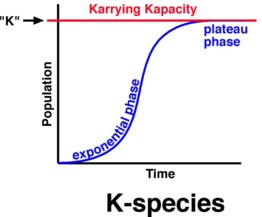 Karrying Kapacity
"K"
plateau
phase
exponential phase
Population
Time
K-species